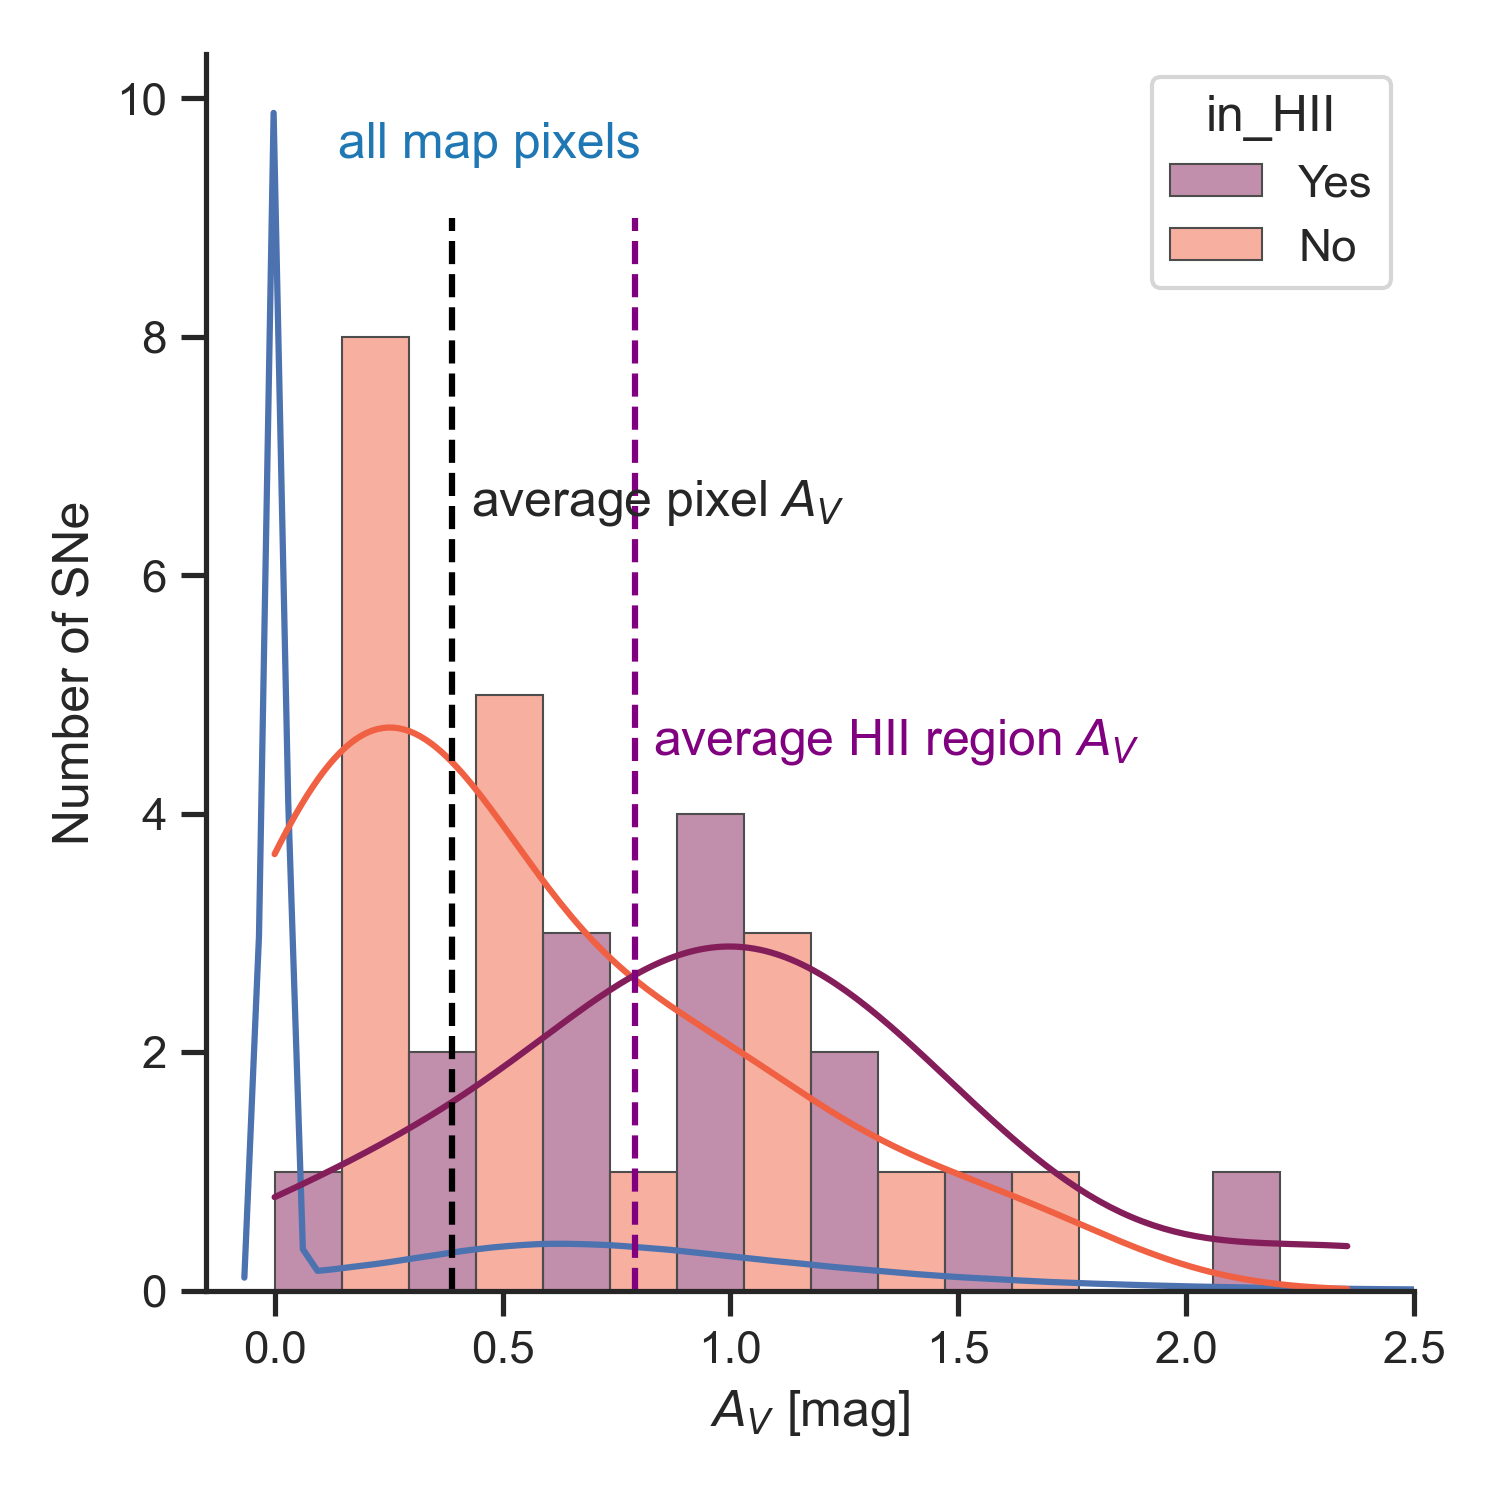 all map pixels
in_HII
Yes
No
average pixel A_V
average HII region A_V
Number of SNe
10
8
6
4
2
0
0.0 0.5 1.0 1.5 2.0 2.5
A_V [mag]